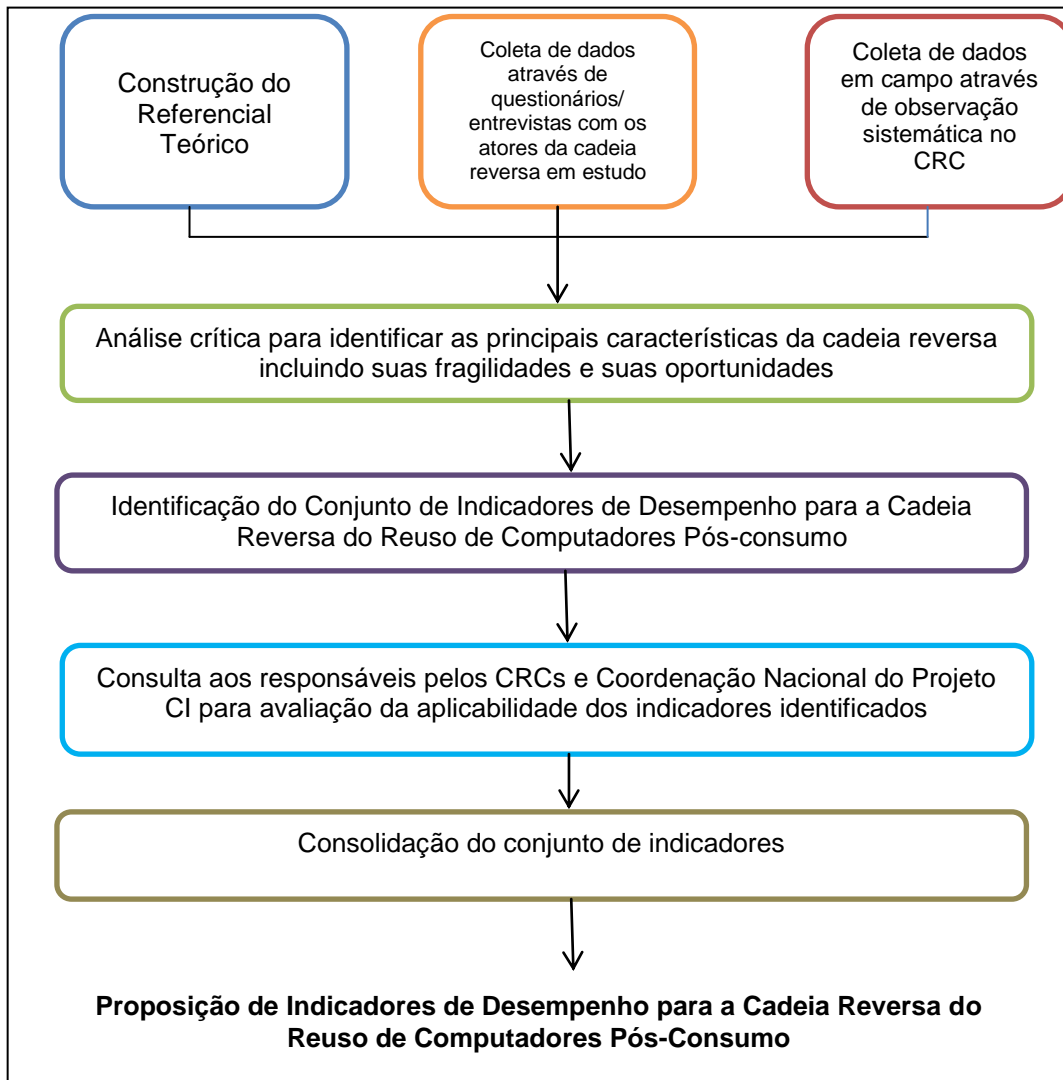 Construção do
Referencial
Teórico
Coleta de dados
através de
questionários/
entrevistas com os
atores da cadeia
reversa em estudo
Coleta de dados
em campo através
de observação
sistemática no
CRC
Análise crítica para identificar as principais características da cadeia reversa
incluindo suas fragilidades e suas oportunidades
Identificação do Conjunto de Indicadores de Desempenho para a Cadeia
Reversa do Reuso de Computadores Pós-consumo
Consulta aos responsáveis pelos CRCs e Coordenação Nacional do Projeto
CI para avaliação da aplicabilidade dos indicadores identificados
Consolidação do conjunto de indicadores
Proposição de Indicadores de Desempenho para a Cadeia Reversa do
Reuso de Computadores Pós-Consumo